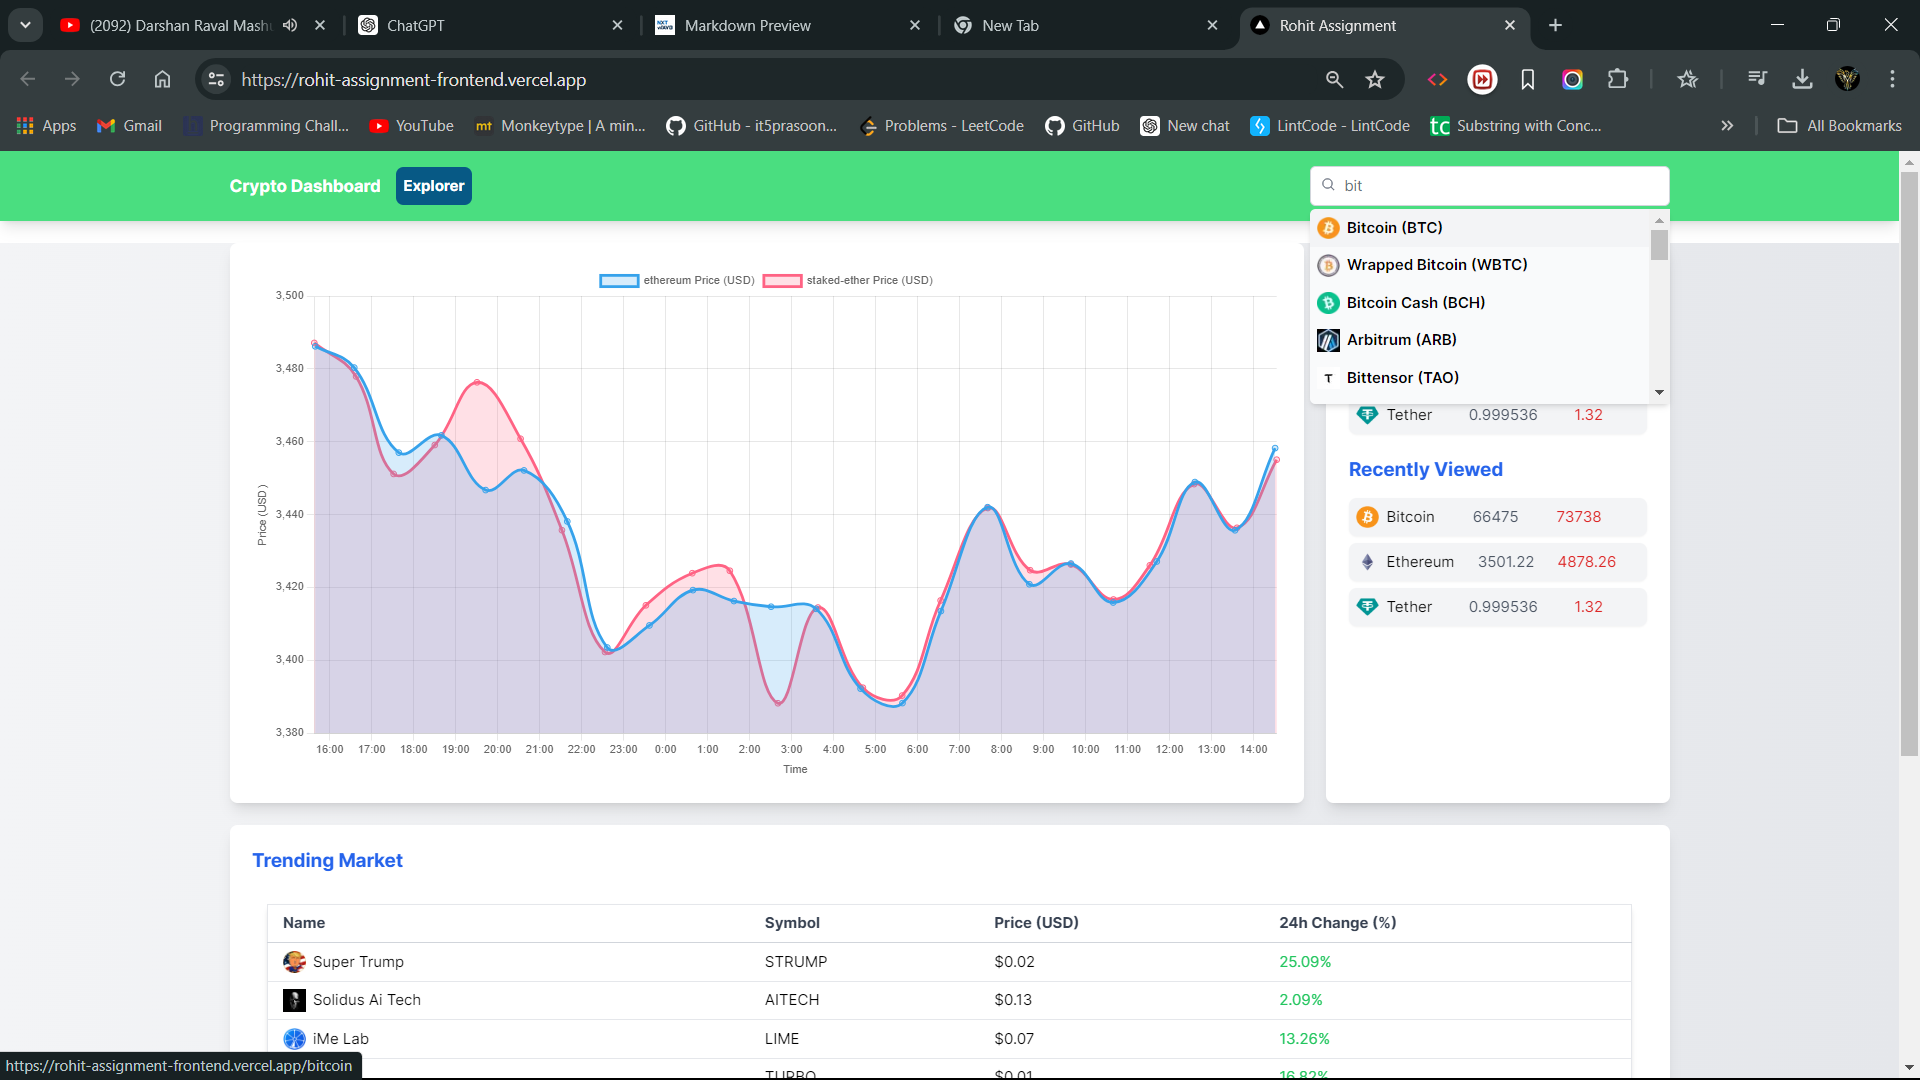 (2092) Darshan Raval Mash
ChatGPT
Markdown Preview
New Tab
Rohit Assignment
https://rohit-assignment-frontend.vercel.app
Apps
Gmail
Programming Chall...
YouTube
mt Monkeytype | A min...
GitHub - it5prasoon...
Problems - LeetCode
GitHub
New chat
LintCode - LintCode
tc Substring with Conc...
All Bookmarks
Crypto Dashboard
Explorer
bit
Bitcoin (BTC)
Wrapped Bitcoin (WBTC)
Bitcoin Cash (BCH)
Arbitrum (ARB)
T Bittensor (TAO)
ethereum Price (USD)
staked-ether Price (USD)
3,500
3,480
3,460
3,440
3,420
3,400
3,380
Price (USD)
16:00 17:00 18:00 19:00 20:00 21:00 22:00 23:00 0:00 1:00 2:00 3:00 4:00 5:00 6:00 7:00 8:00 9:00 10:00 11:00 12:00 13:00 14:00
Time
Tether 0.999536 1.32
Recently Viewed
Bitcoin 66475 73738
Ethereum 3501.22 4878.26
Tether 0.999536 1.32
Trending Market
Name Symbol Price (USD) 24h Change (%)
Super Trump STRUMP $0.02 25.09%
Solidus Ai Tech AITECH $0.13 2.09%
iMe Lab LIME $0.07 13.26%
TURBO $0.01 16.82%
https://rohit-assignment-frontend.vercel.app/bitcoin